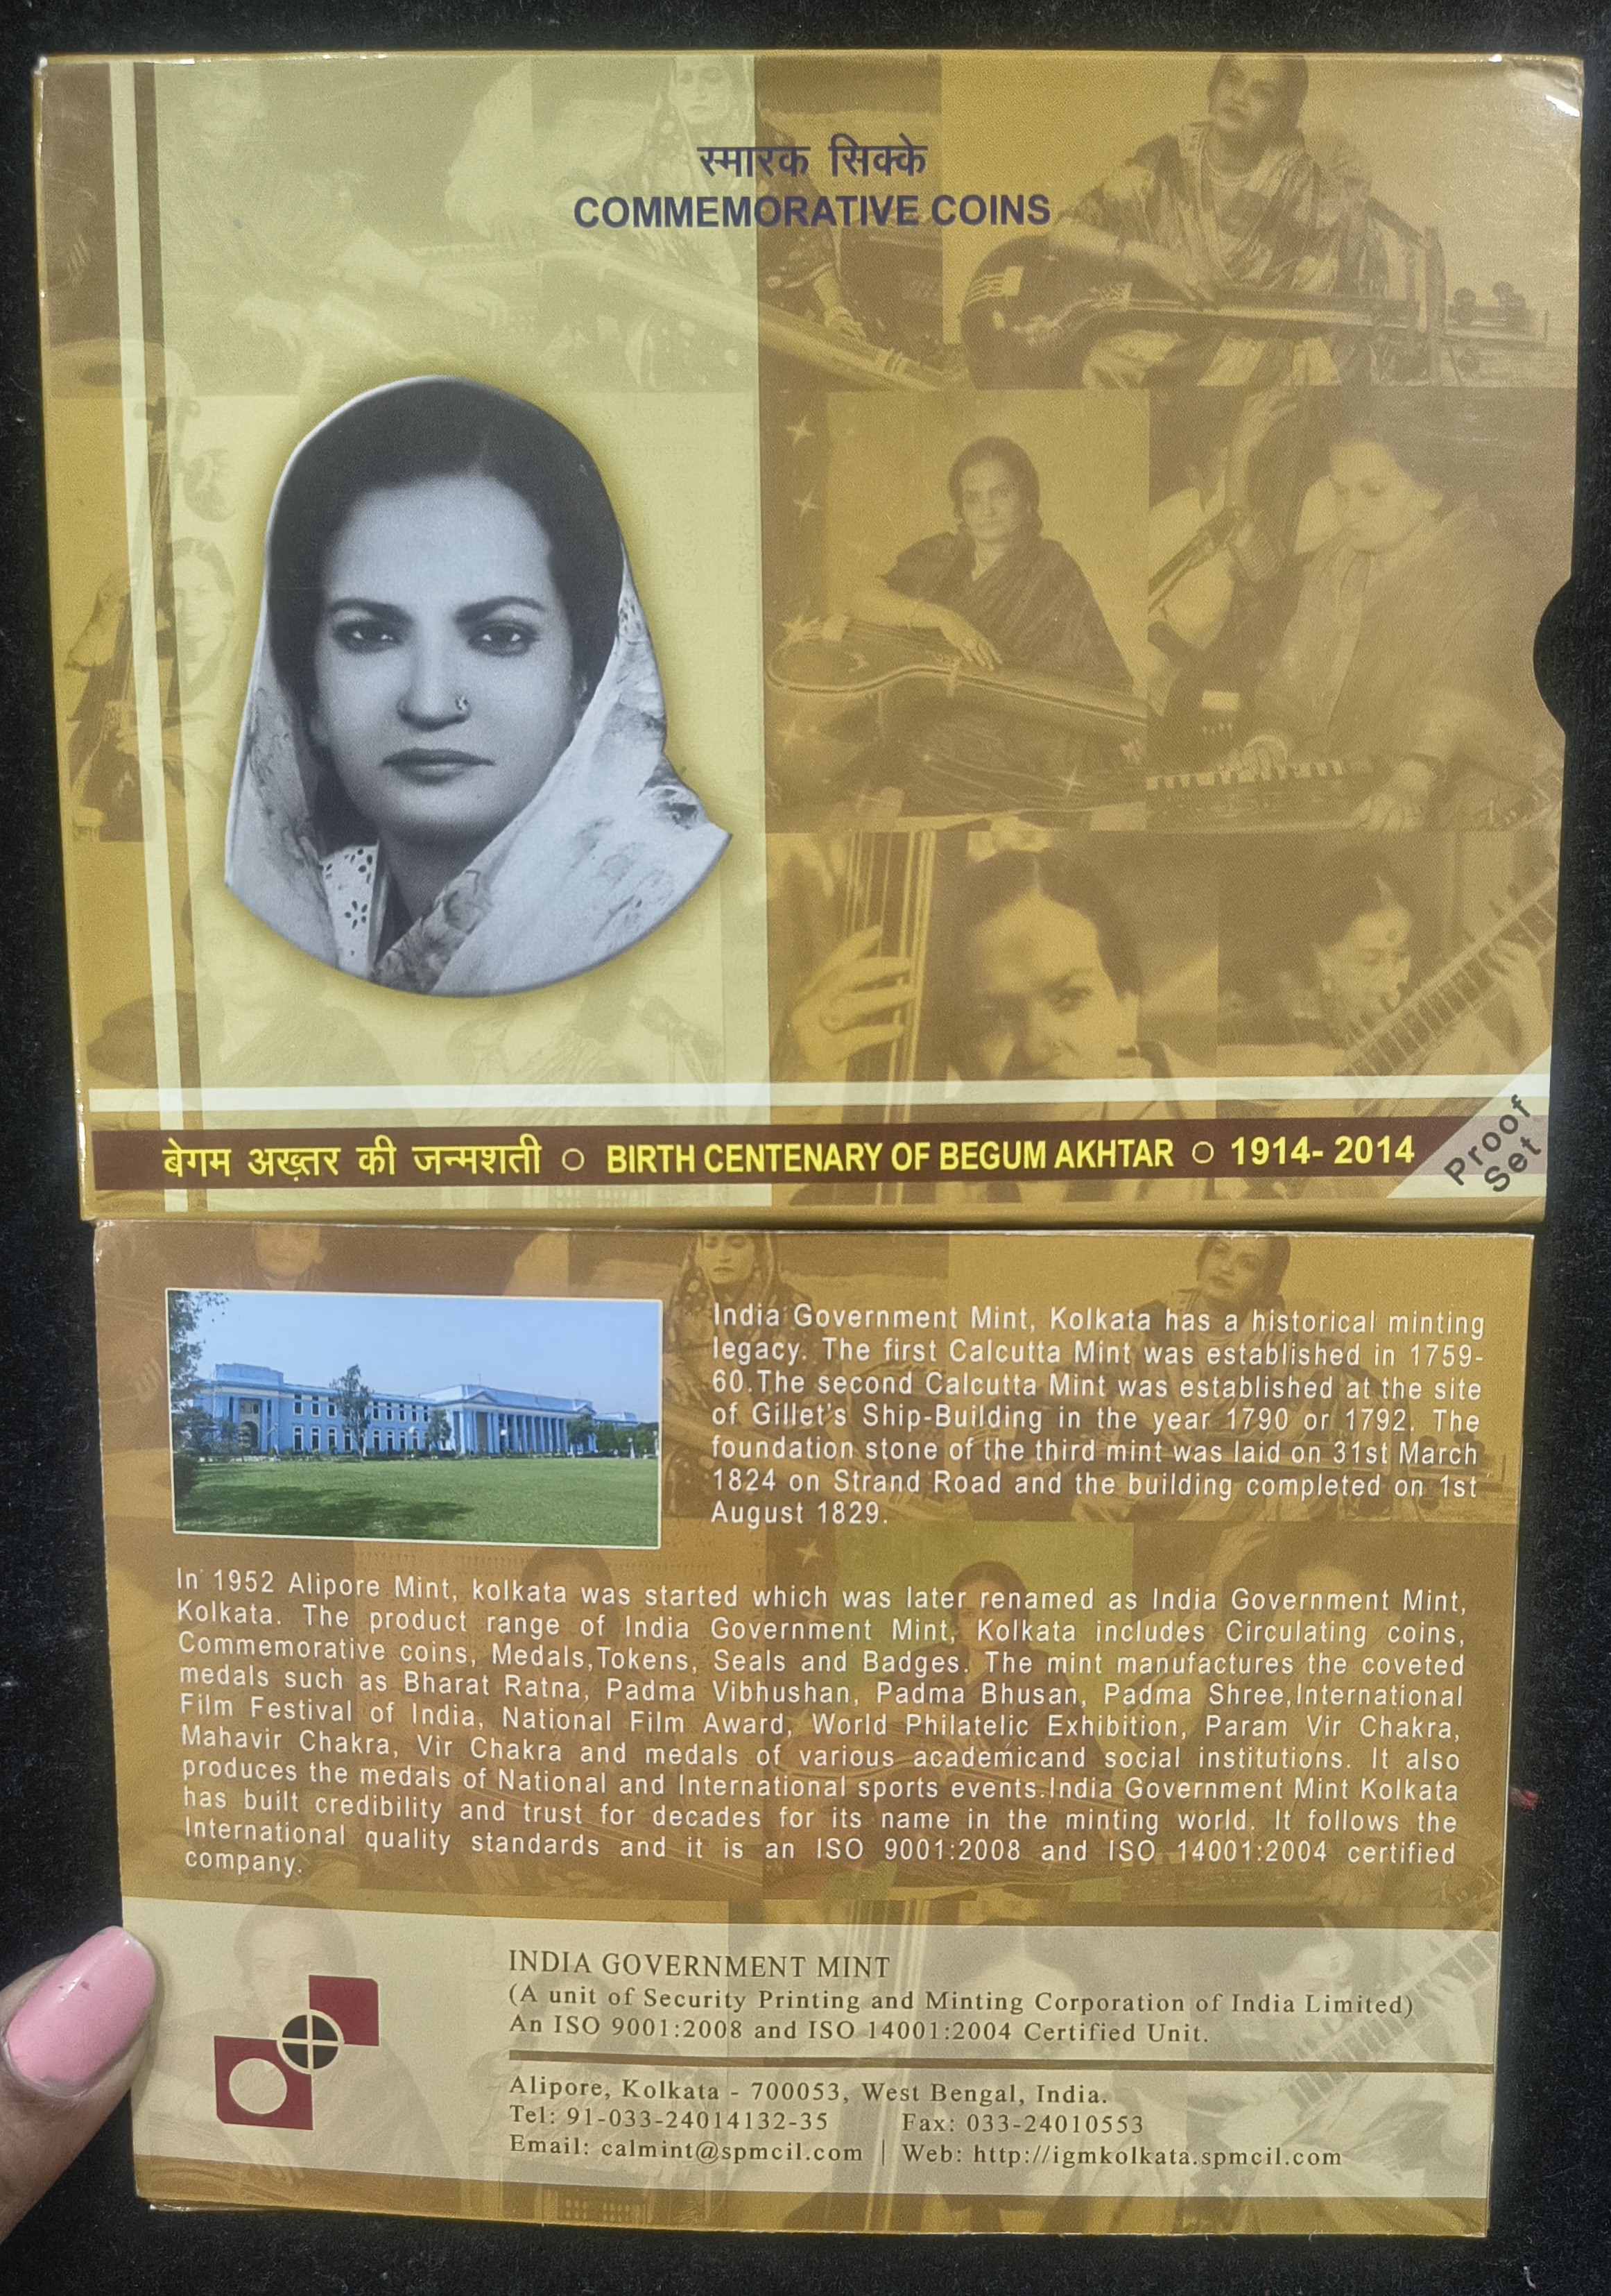 स्मारक सिक्के
COMMEMORATIVE COINS
बेगम अख़्तर की जन्मशती ○ BIRTH CENTENARY OF BEGUM AKHTAR ○ 1914- 2014
Proof
Set
India Government Mint, Kolkata has a historical minting
legacy. The first Calcutta Mint was established in 1759-
60.The second Calcutta Mint was established at the site
of Gillet's Ship-Building in the year 1790 or 1792. The
foundation stone of the third mint was laid on 31st March
1824 on Strand Road and the building completed on 1st
August 1829.
In 1952 Alipore Mint, kolkata was started which was later renamed as India Government Mint,
Kolkata. The product range of India Government Mint, Kolkata includes Circulating coins,
Commemorative coins, Medals,Tokens, Seals and Badges. The mint manufactures the coveted
medals such as Bharat Ratna, Padma Vibhushan, Padma Bhusan, Padma Shree,International
Film Festival of India, National Film Award, World Philatelic Exhibition, Param Vir Chakra,
Mahavir Chakra, Vir Chakra and medals of various academicand social institutions. It also
produces the medals of National and International sports events.India Government Mint Kolkata
has built credibility and trust for decades for its name in the minting world. It follows the
International quality standards and it is an ISO 9001:2008 and ISO 14001:2004 certified
company.
INDIA GOVERNMENT MINT
(A unit of Security Printing and Minting Corporation of India Limited)
An ISO 9001:2008 and ISO 14001:2004 Certified Unit.
Alipore, Kolkata - 700053, West Bengal, India.
Tel: 91-033-24014132-35 Fax: 033-24010553
Email: calmint@spmcil.com | Web: http://igmkolkata.spmcil.com